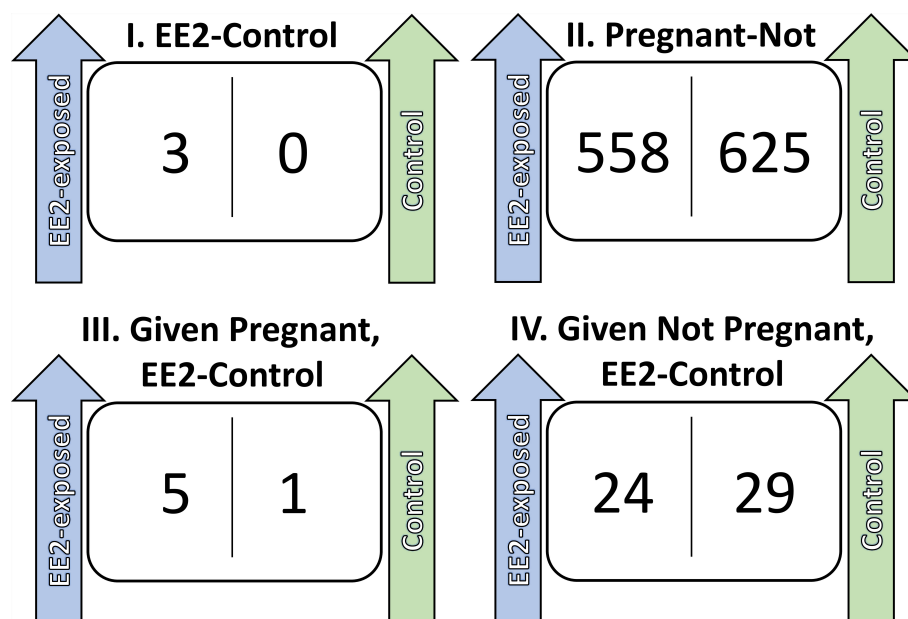 I. EE2-Control
EE2-exposed
3
0
Control
II. Pregnant-Not
EE2-exposed
558
625
Control
III. Given Pregnant,
EE2-Control
EE2-exposed
5
1
Control
IV. Given Not Pregnant,
EE2-Control
EE2-exposed
24
29
Control